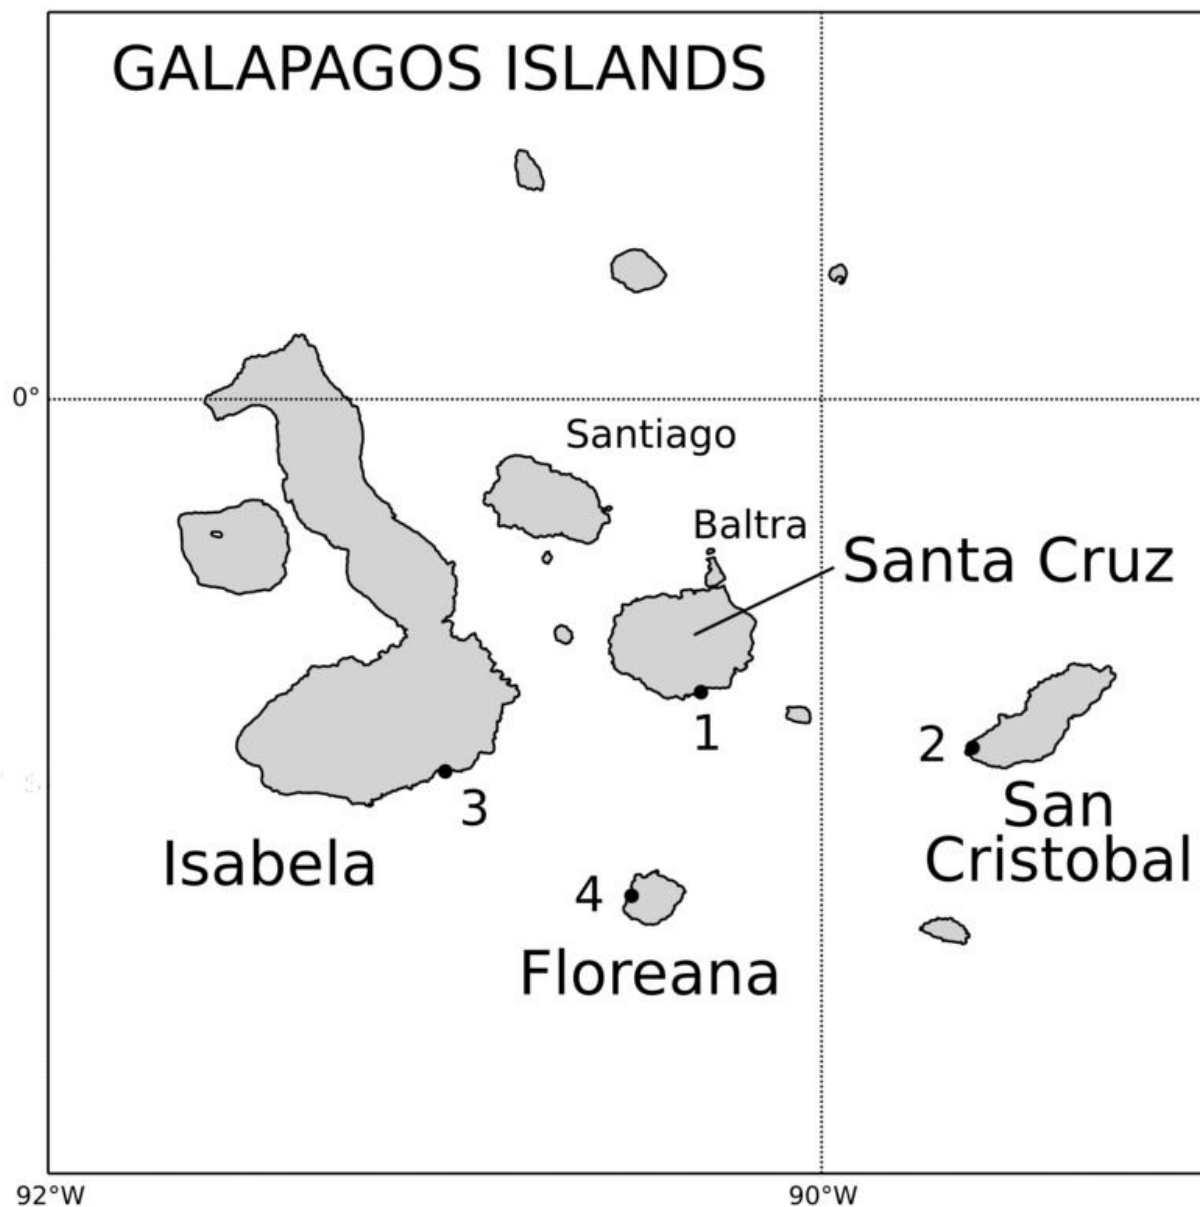 GALAPAGOS ISLANDS
0°
Santiago
Baltra
Santa Cruz
1
2
3
San
Cristobal
Isabela
4
Floreana
92°W
90°W